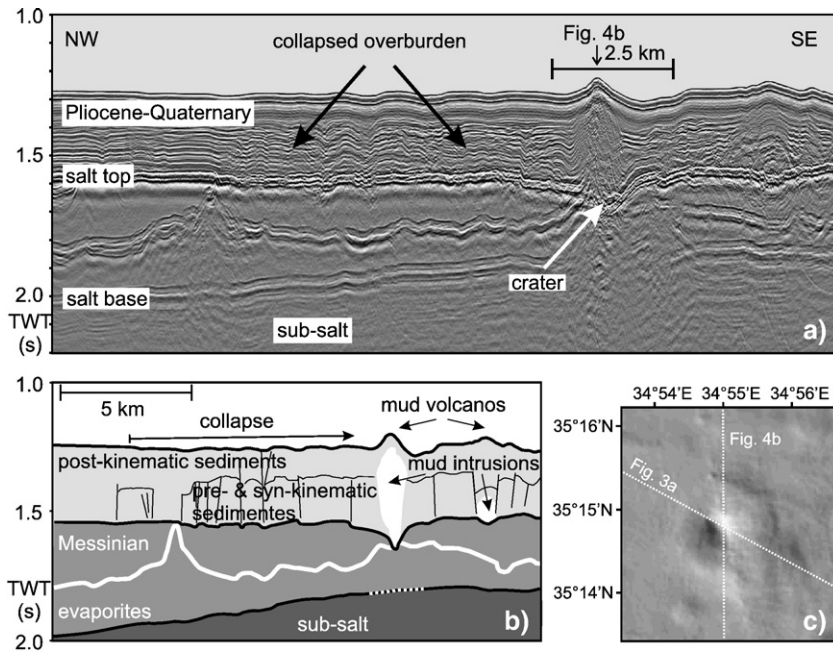 1.0
NW
collapsed overburden
Fig. 4b
2.5 km
SE
Pliocene-Quaternary
1.5
salt top
crater
salt base
2.0
TWT
(s)
sub-salt
a)
1.0
5 km
collapse
mud volcanos
post-kinematic sediments
mud intrusions
pre- & syn-kinematic
sedimentes
1.5
Messinian
TWT
(s)
evaporites
sub-salt
2.0
b)
34°54'E 34°55'E 34°56'E
35°16'N
Fig. 4b
Fig. 3a
35°15'N
35°14'N
c)